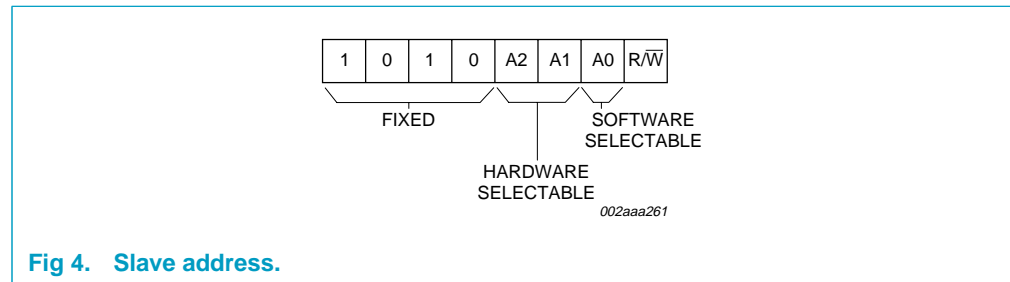 1 0 1 0 A2 A1 A0 R/W̅
FIXED
SOFTWARE
SELECTABLE
HARDWARE
SELECTABLE
002aaa261
Fig 4. Slave address.